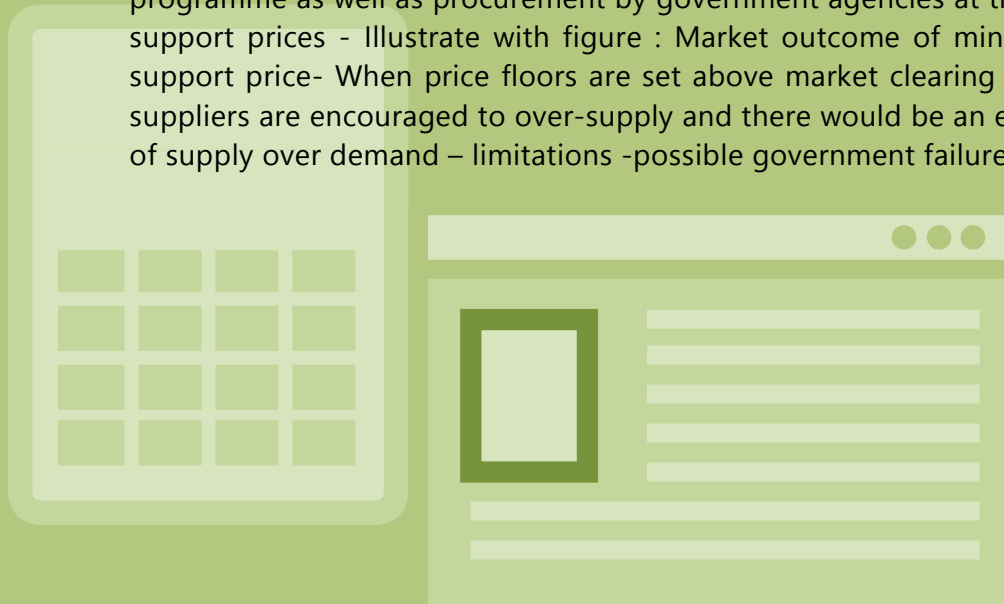 programme as well as procurement by government agencies at
support prices - Illustrate with figure : Market outcome of
support price- When price floors are set above market clearing
suppliers are encouraged to over-supply and there would be an
of supply over demand – limitations -possible government failure